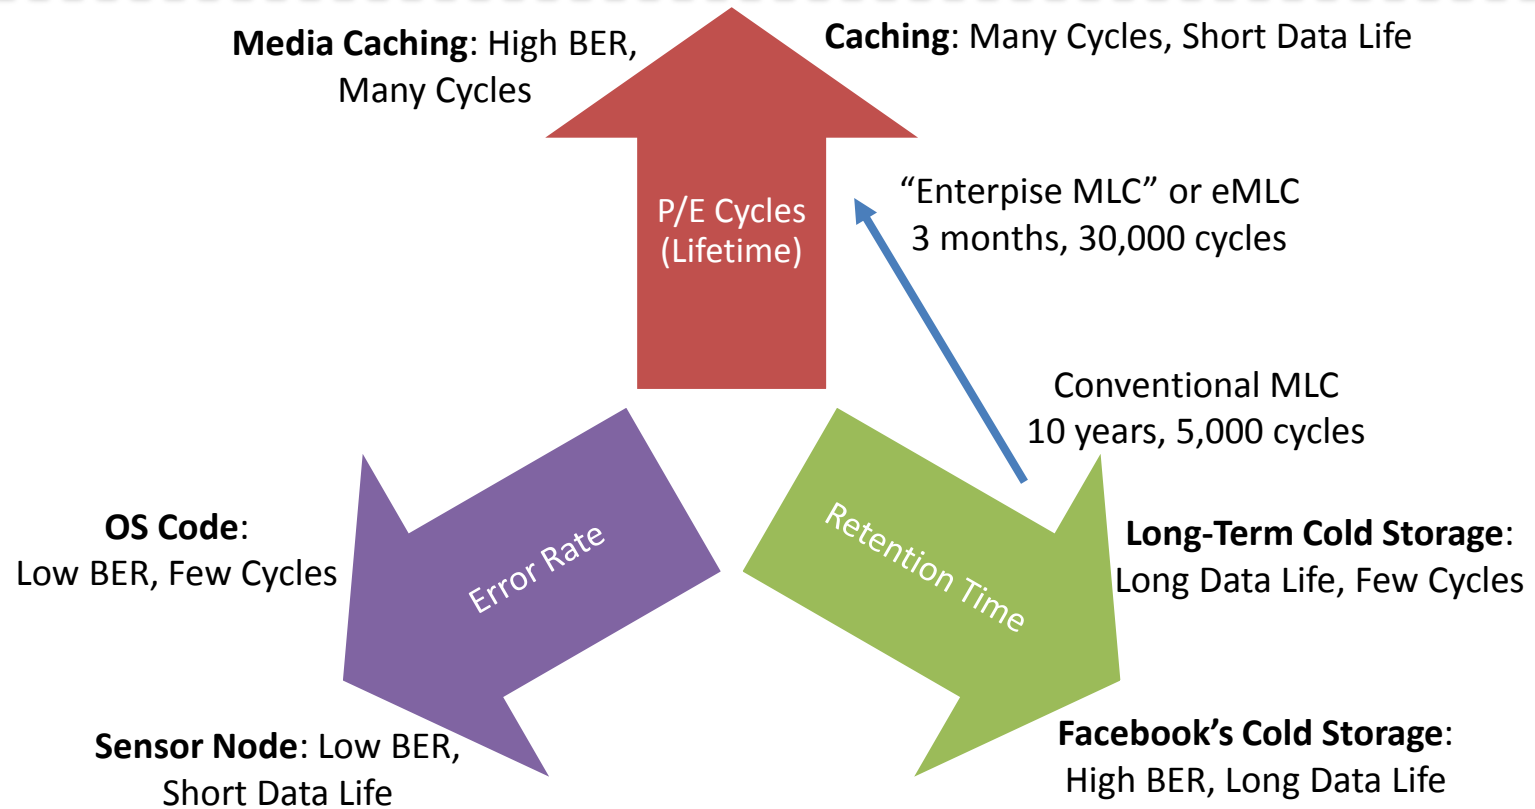 Media Caching: High BER,
Many Cycles
Caching: Many Cycles, Short Data Life
P/E Cycles
(Lifetime)
“Enterpise MLC” or eMLC
3 months, 30,000 cycles
Conventional MLC
10 years, 5,000 cycles
OS Code:
Low BER, Few Cycles
Error Rate
Retention Time
Long-Term Cold Storage:
Long Data Life, Few Cycles
Sensor Node: Low BER,
Short Data Life
Facebook’s Cold Storage:
High BER, Long Data Life